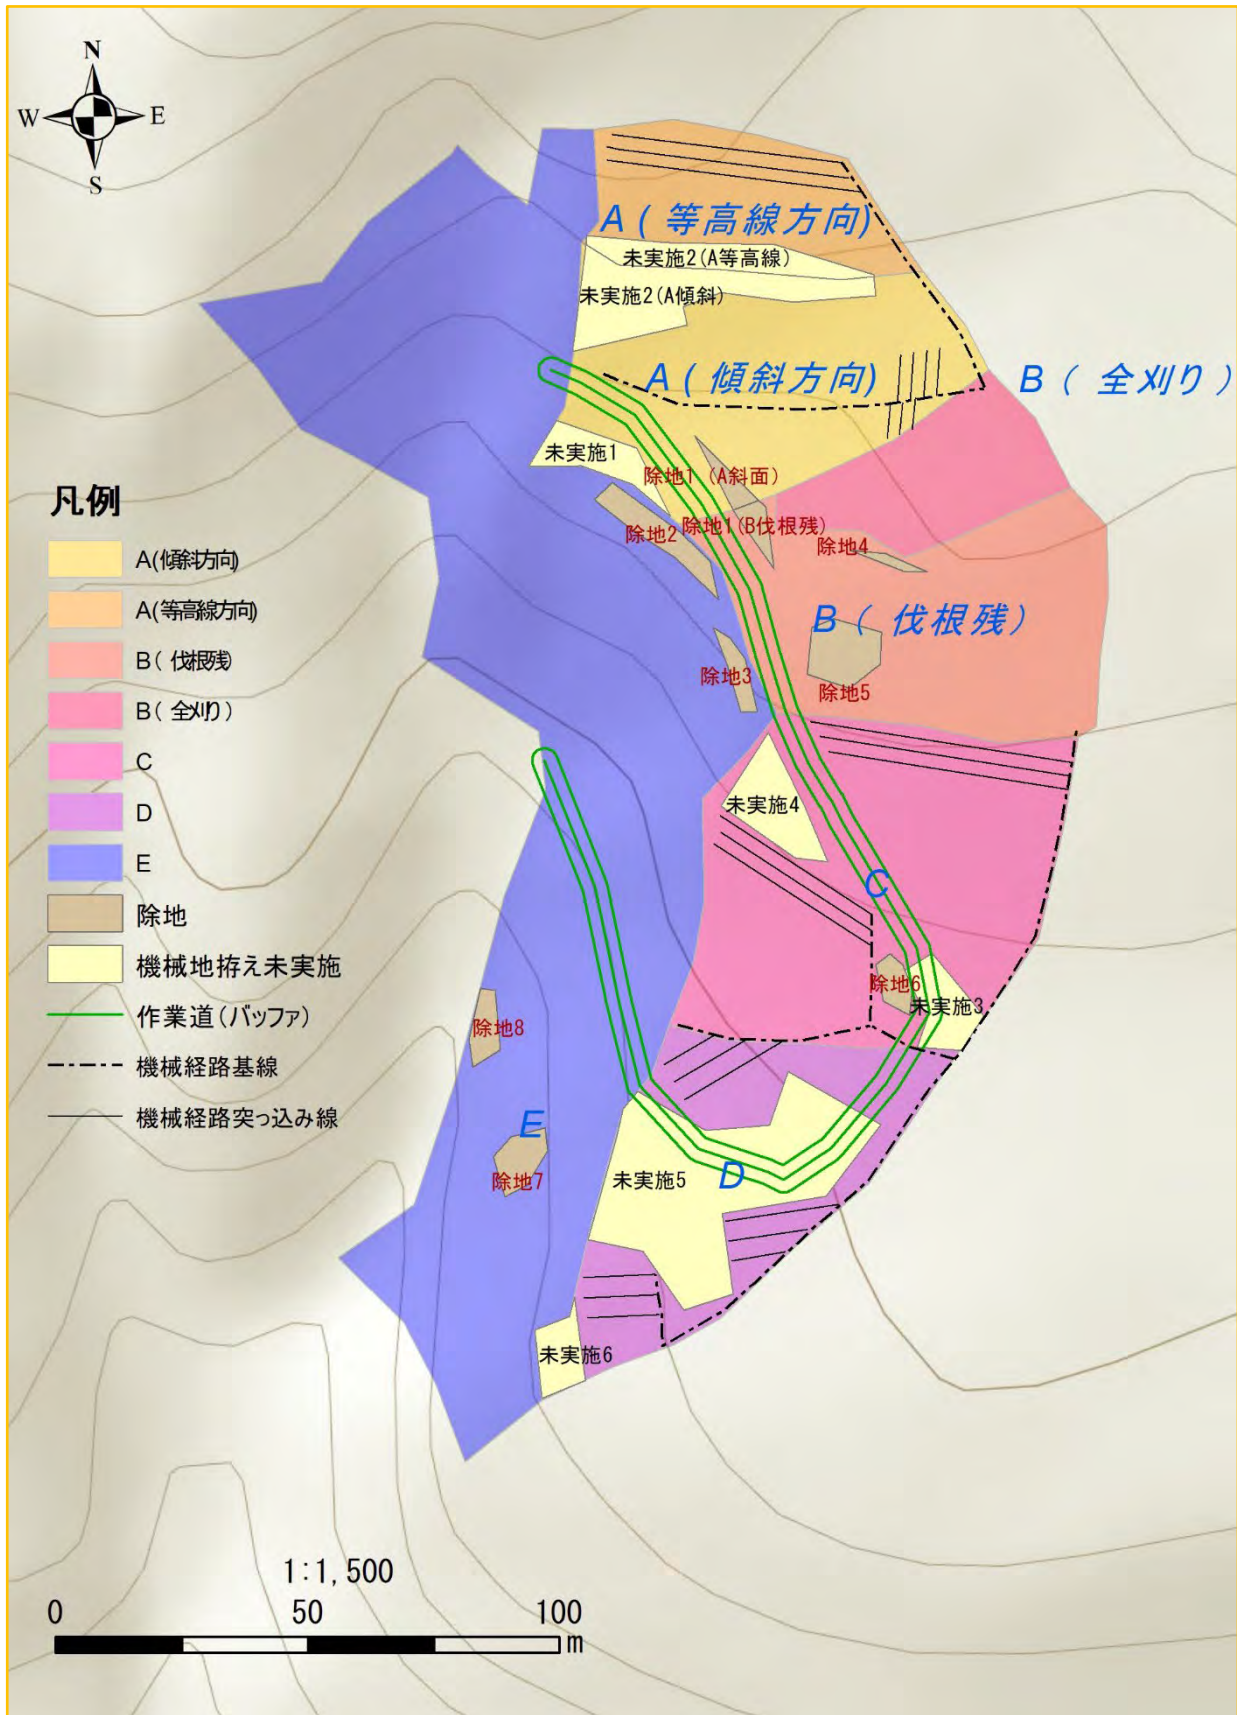 N
W
E
S
A ( 等高線方向)
未実施2(A等高線)
未実施2(A傾斜)
A ( 傾斜方向)
B ( 全刈り )
未実施1
除地1 (A斜面)
除地1(B伐根残)
除地2
除地4
B ( 伐根残)
除地3
除地5
未実施4
C
除地6
未実施3
除地8
E
除地7
未実施5
D
未実施6
凡例
A(傾斜方向)
A(等高線方向)
B( 伐根残)
B( 全刈り)
C
D
E
除地
機械地拵え未実施
作業道(バッファ)
機械経路基線
機械経路突っ込み線
1:1,500
0 50 100
m